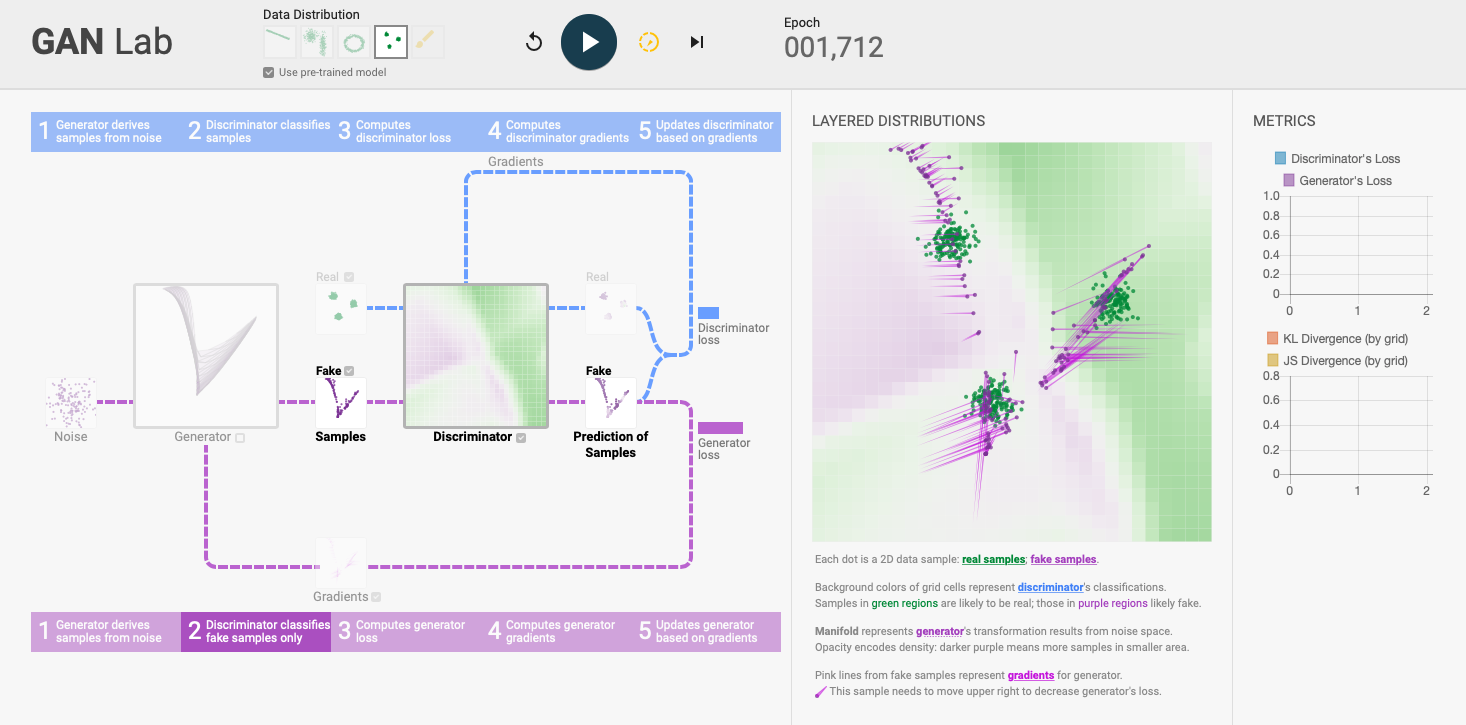 GAN Lab
Data Distribution
Use pre-trained model
Epoch
001,712
1 Generator derives
samples from noise
2 Discriminator classifies
samples
3 Computes
discriminator loss
4 Computes
discriminator gradients
5 Updates discriminator
based on gradients
Gradients
Real
Real
Discriminator
loss
Fake
Fake
Noise
Generator
Samples
Discriminator
Prediction of
Samples
Generator
loss
Gradients
1 Generator derives
samples from noise
2 Discriminator classifies
fake samples only
3 Computes generator
loss
4 Computes generator
gradients
5 Updates generator
based on gradients
LAYERED DISTRIBUTIONS
Each dot is a 2D data sample: real samples; fake samples.
Background colors of grid cells represent discriminator's classifications.
Samples in green regions are likely to be real; those in purple regions likely fake.
Manifold represents generator's transformation results from noise space.
Opacity encodes density: darker purple means more samples in smaller area.
Pink lines from fake samples represent gradients for generator.
This sample needs to move upper right to decrease generator's loss.
METRICS
Discriminator's Loss
Generator's Loss
1.0
0.8
0.6
0.4
0.2
0
0 1 2
KL Divergence (by grid)
JS Divergence (by grid)
0.8
0.6
0.4
0.2
0
0 1 2